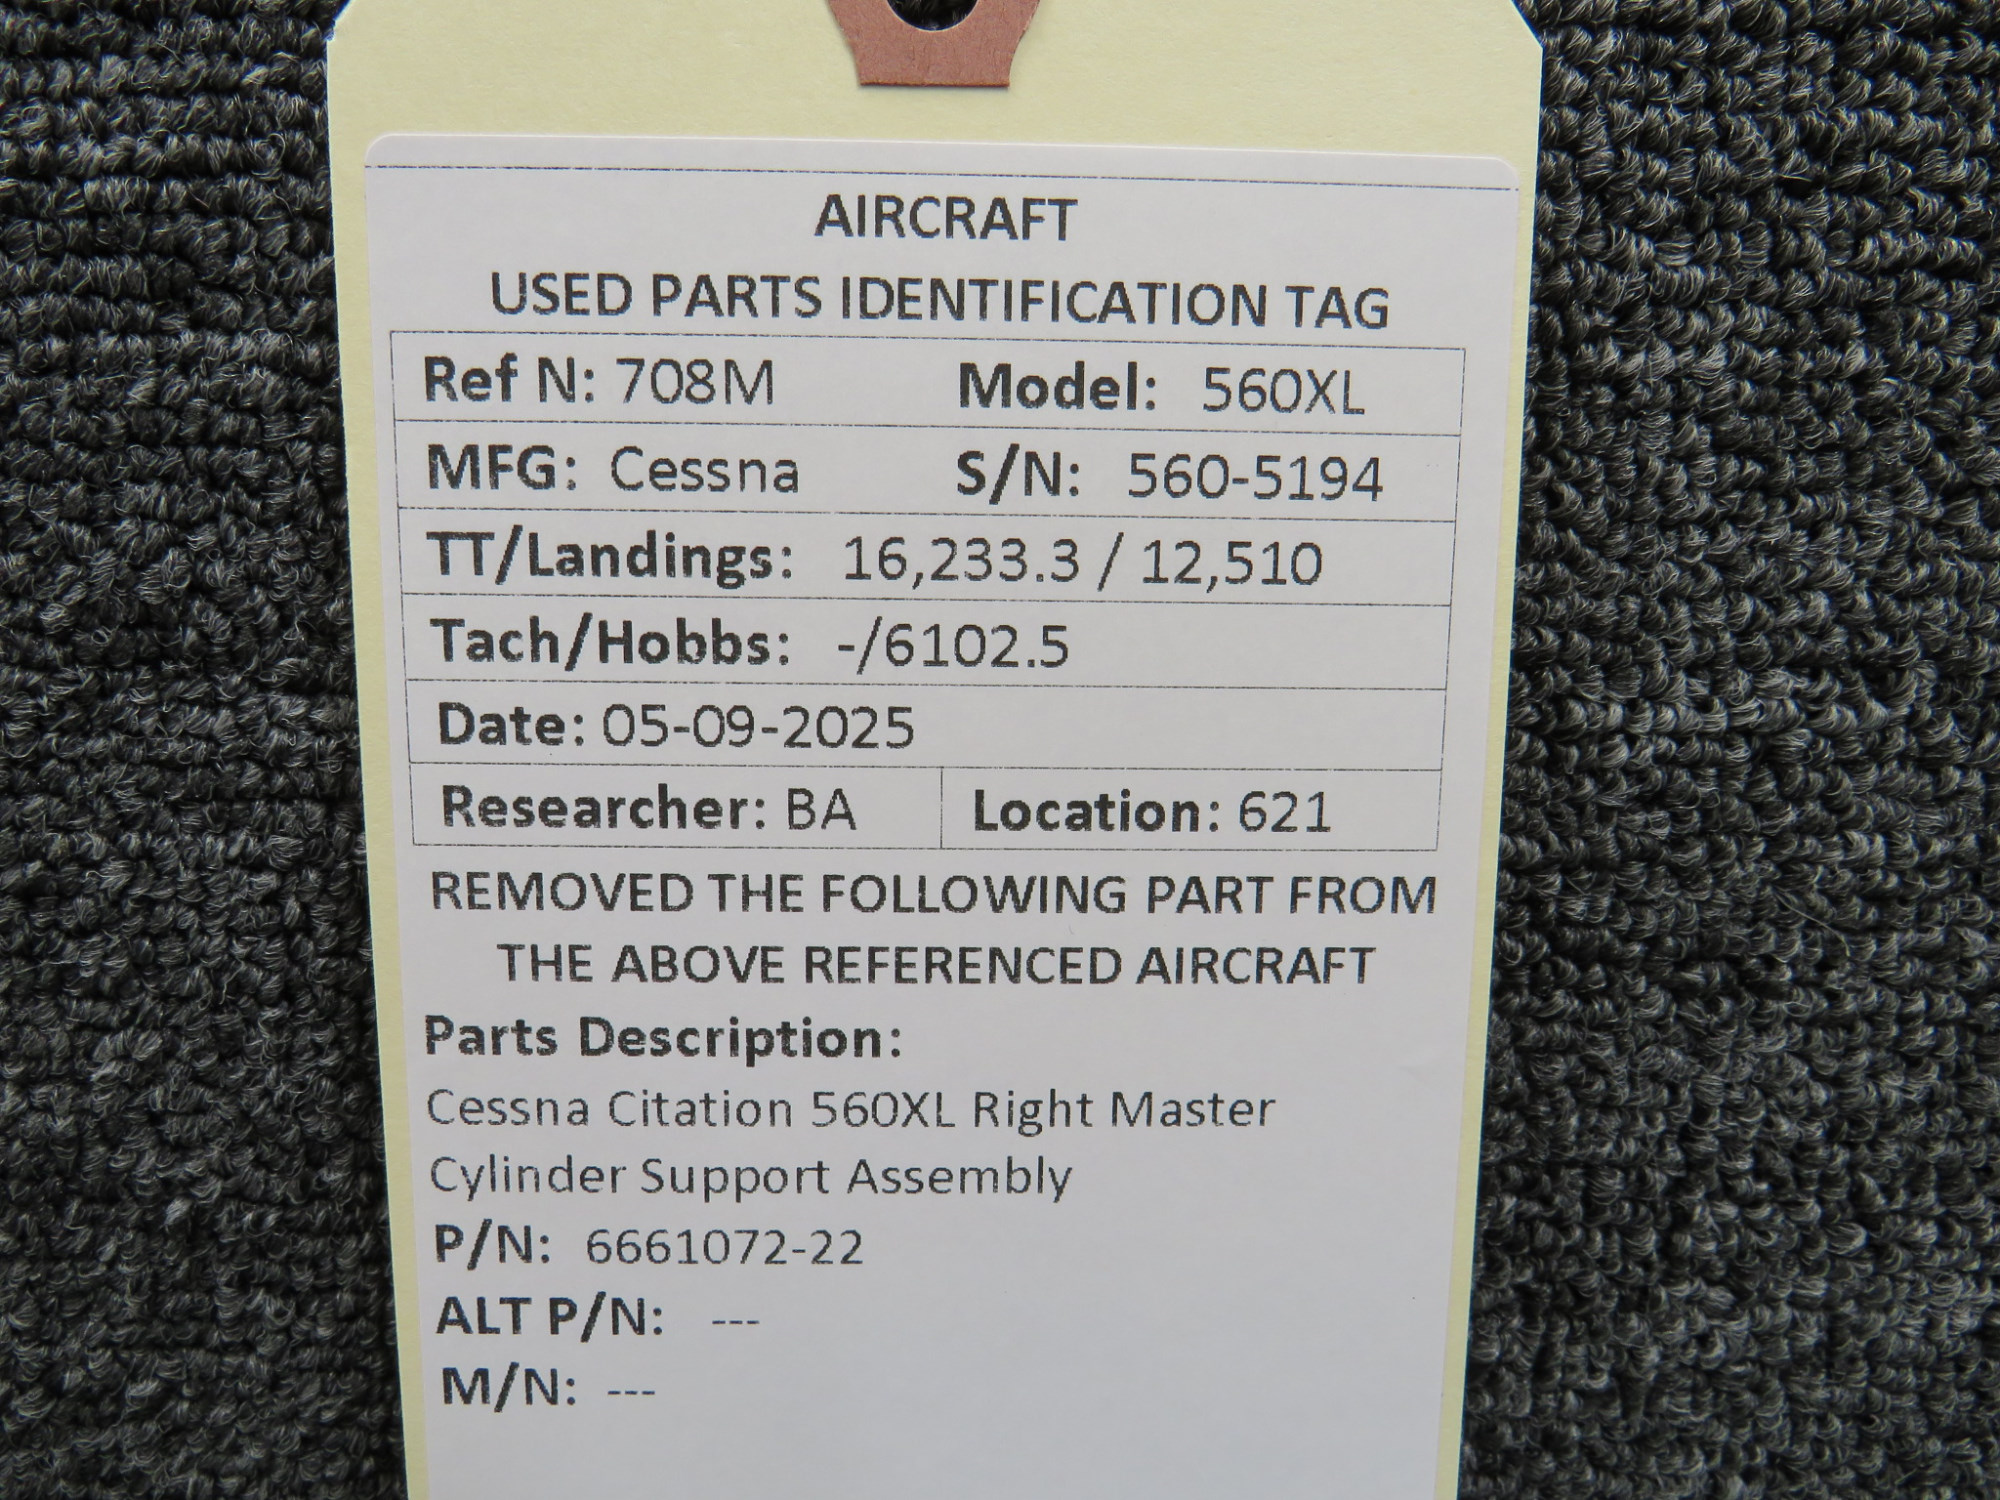 AIRCRAFT
USED PARTS IDENTIFICATION TAG
Ref N: 708M Model: 560XL
MFG: Cessna S/N: 560-5194
TT/Landings: 16,233.3 / 12,510
Tach/Hobbs: -/6102.5
Date: 05-09-2025
Researcher: BA Location: 621
REMOVED THE FOLLOWING PART FROM
THE ABOVE REFERENCED AIRCRAFT
Parts Description:
Cessna Citation 560XL Right Master
Cylinder Support Assembly
P/N: 6661072-22
ALT P/N: ---
M/N: ---